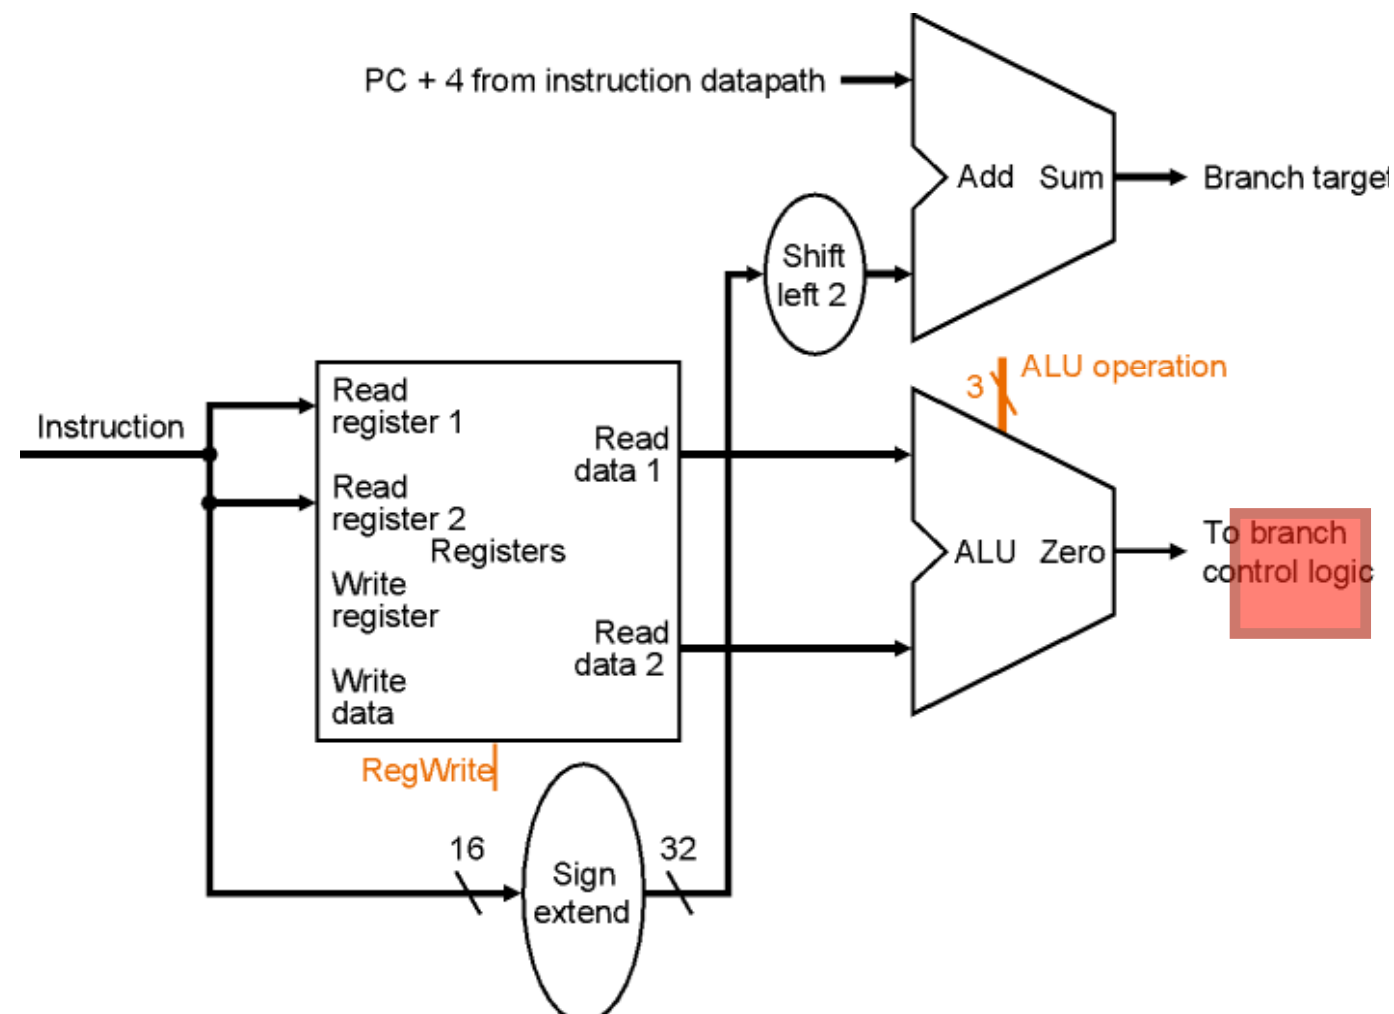 PC + 4 from instruction datapath
Add Sum
Branch target
Shift
left 2
3
ALU operation
Instruction
Read
register 1
Read
data 1
Read
register 2
Registers
Write
register
Read
data 2
Write
data
ALU Zero
To branch
control logic
RegWrite
16
Sign
extend
32